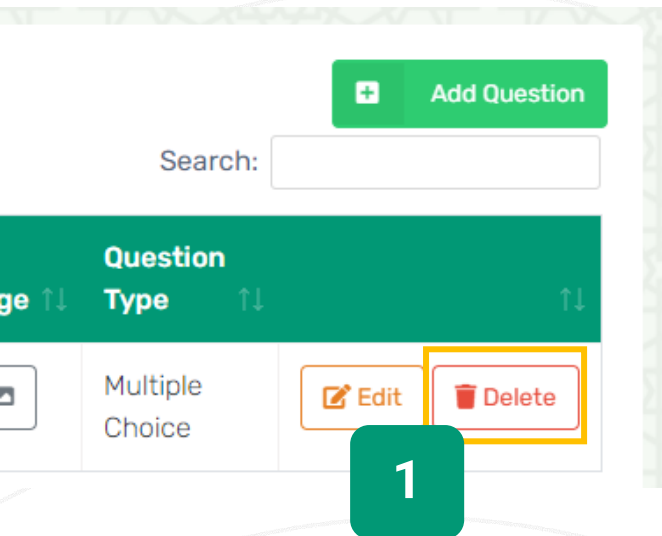 Add Question
Search:
Question
ge Type
Multiple
Choice
Edit Delete
1